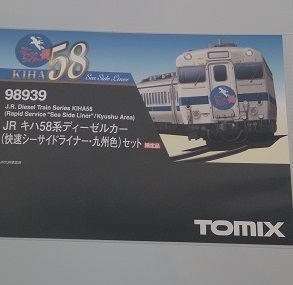 KIHA 58
Sea Side Liner
98939
J.R. Diesel Train Series KIHA58
(Rapid Service "Sea Side Liner"/Kyushu Area)
JR キハ58系ディーゼルカー
(快速シーサイドライナー・九州色)セット 限定品
TOMIX